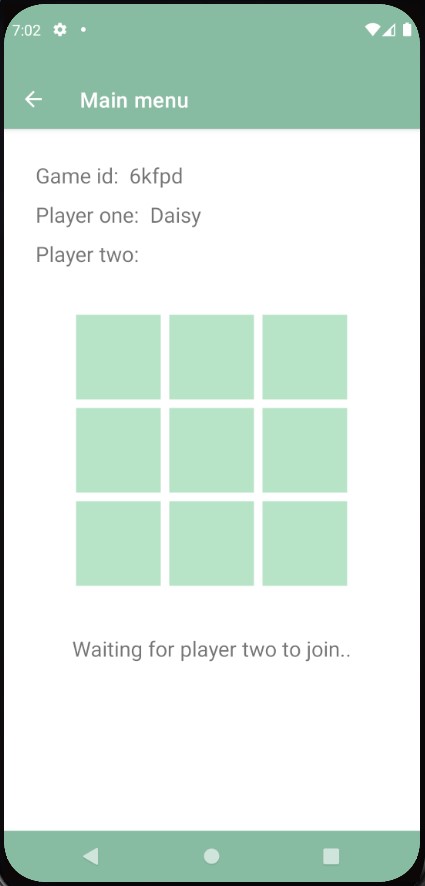 7:02
Main menu
Game id: 6kfpd
Player one: Daisy
Player two:
Waiting for player two to join..